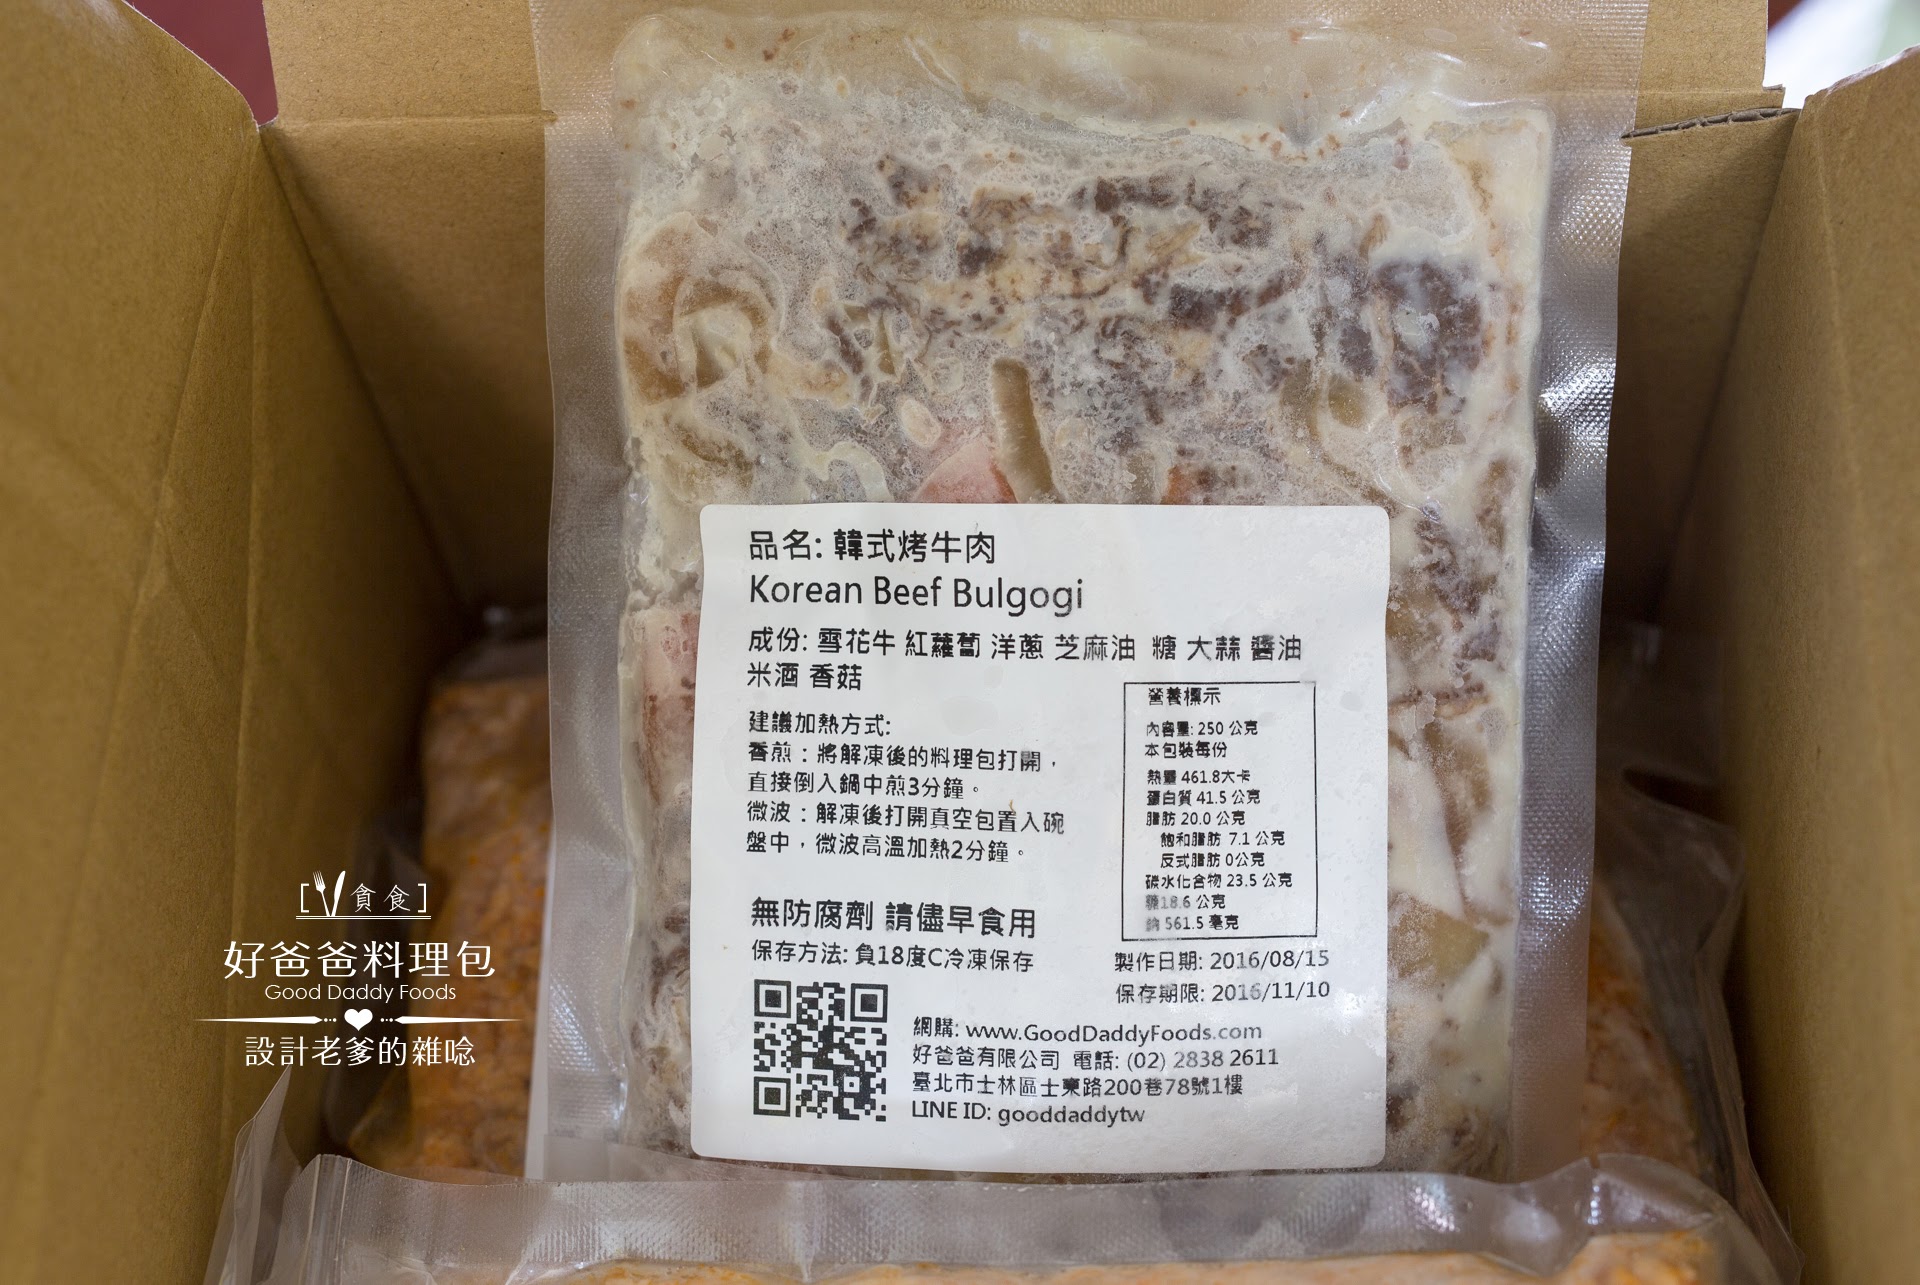 品名: 韓式烤牛肉
Korean Beef Bulgogi
成份: 雪花牛 紅蘿蔔 洋蔥 芝麻油 糖 大蒜 醬油
米酒 香菇
建議加熱方式:
香煎：將解凍後的料理包打開，
直接倒入鍋中煎3分鐘。
微波：解凍後打開真空包置入碗
盤中，微波高溫加熱2分鐘。
無防腐劑 請儘早食用
保存方法: 負18度C冷凍保存
營養標示
內容量: 250 公克
本包裝每份
熱量 461.8大卡
蛋白質 41.5 公克
脂肪 20.0 公克
飽和脂肪 7.1 公克
反式脂肪 0公克
碳水化合物 23.5 公克
糖18.6 公克
鈉 561.5 毫克
製作日期: 2016/08/15
保存期限: 2016/11/10
網購: www.GoodDaddyFoods.com
好爸爸有限公司 電話: (02) 2838 2611
臺北市士林區士東路200巷78號1樓
LINE ID: gooddaddytw
[貪食]
好爸爸料理包
Good Daddy Foods
設計老爹的雜唸